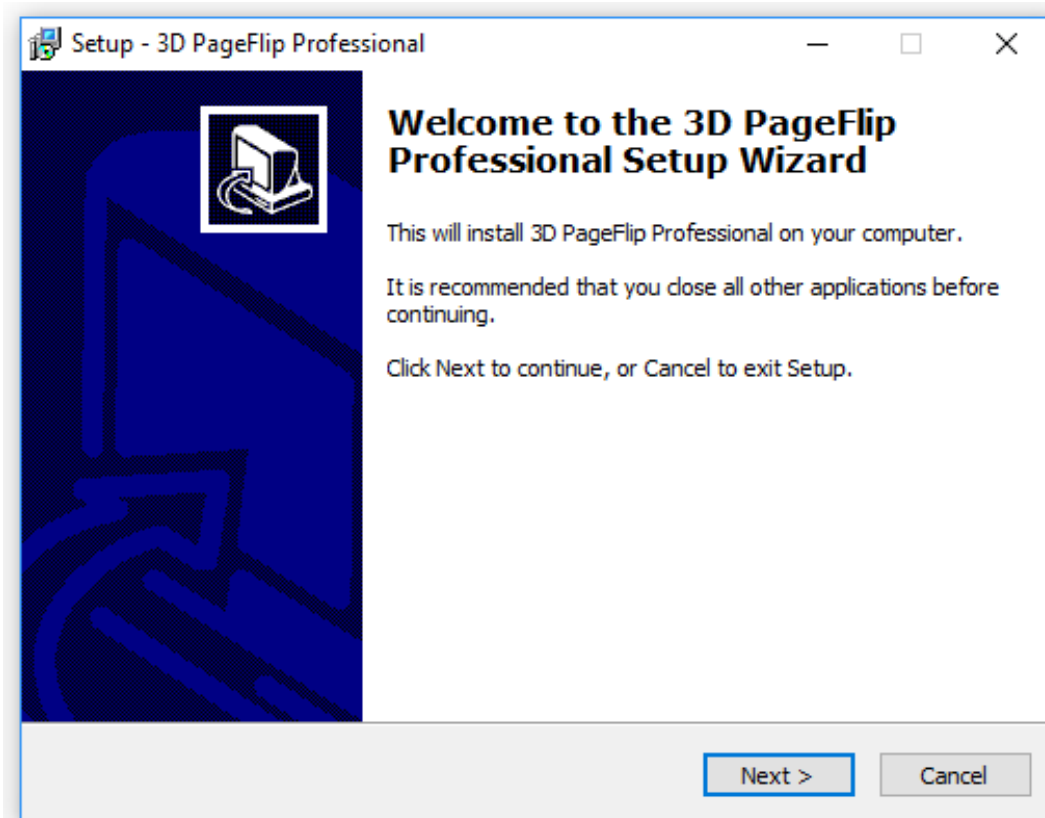 Setup - 3D PageFlip Professional
Welcome to the 3D PageFlip
Professional Setup Wizard
This will install 3D PageFlip Professional on your computer.
It is recommended that you close all other applications before
continuing.
Click Next to continue, or Cancel to exit Setup.
Next >
Cancel